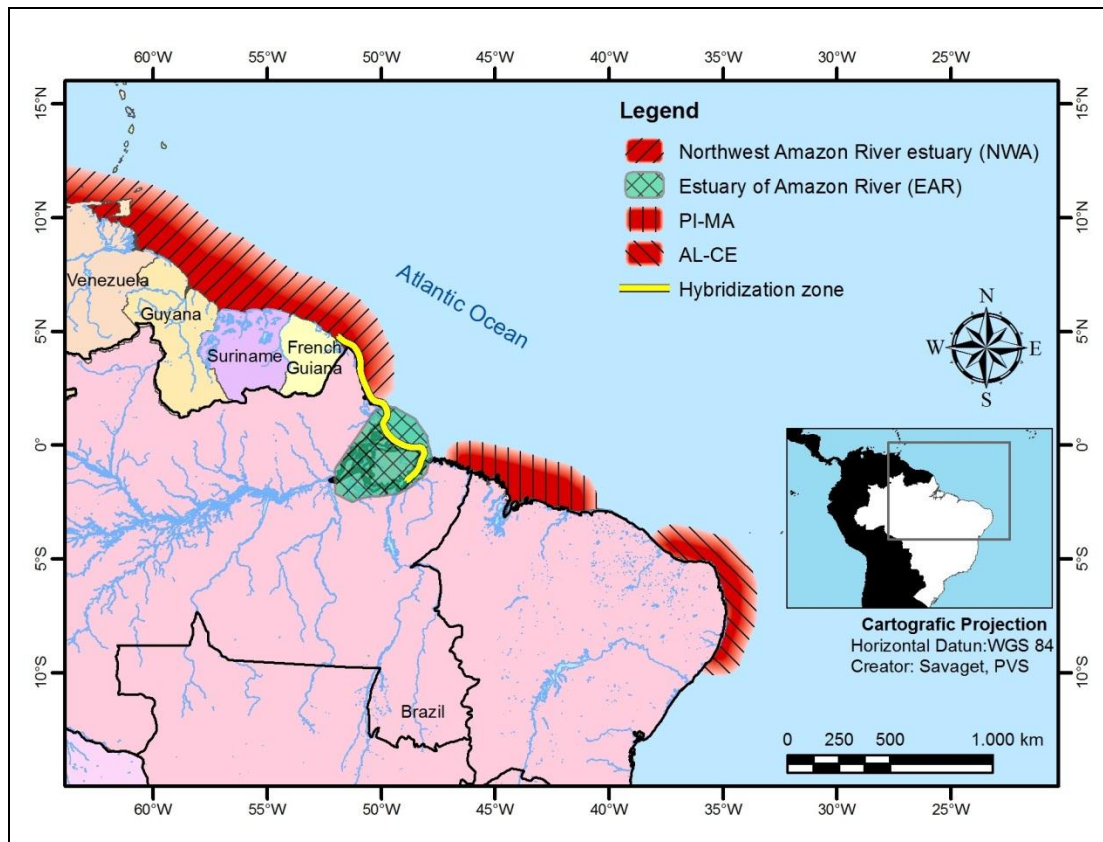 60°W 55°W 50°W 45°W 40°W 35°W 30°W 25°W
15°N 15°N
Legend
Northwest Amazon River estuary (NWA)
Estuary of Amazon River (EAR)
PI-MA
AL-CE
Hybridization zone
10°N 10°N
Atlantic Ocean
Venezuela
Guyana
Suriname
French
Guiana
5°N 5°N
N
W E
S
0° 0°
5°S 5°S
Cartografic Projection
Horizontal Datun:WGS 84
Creator: Savaget, PVS
10°S 10°S
Brazil
0 250 500 1.000 km
60°W 55°W 50°W 45°W 40°W 35°W 30°W 25°W